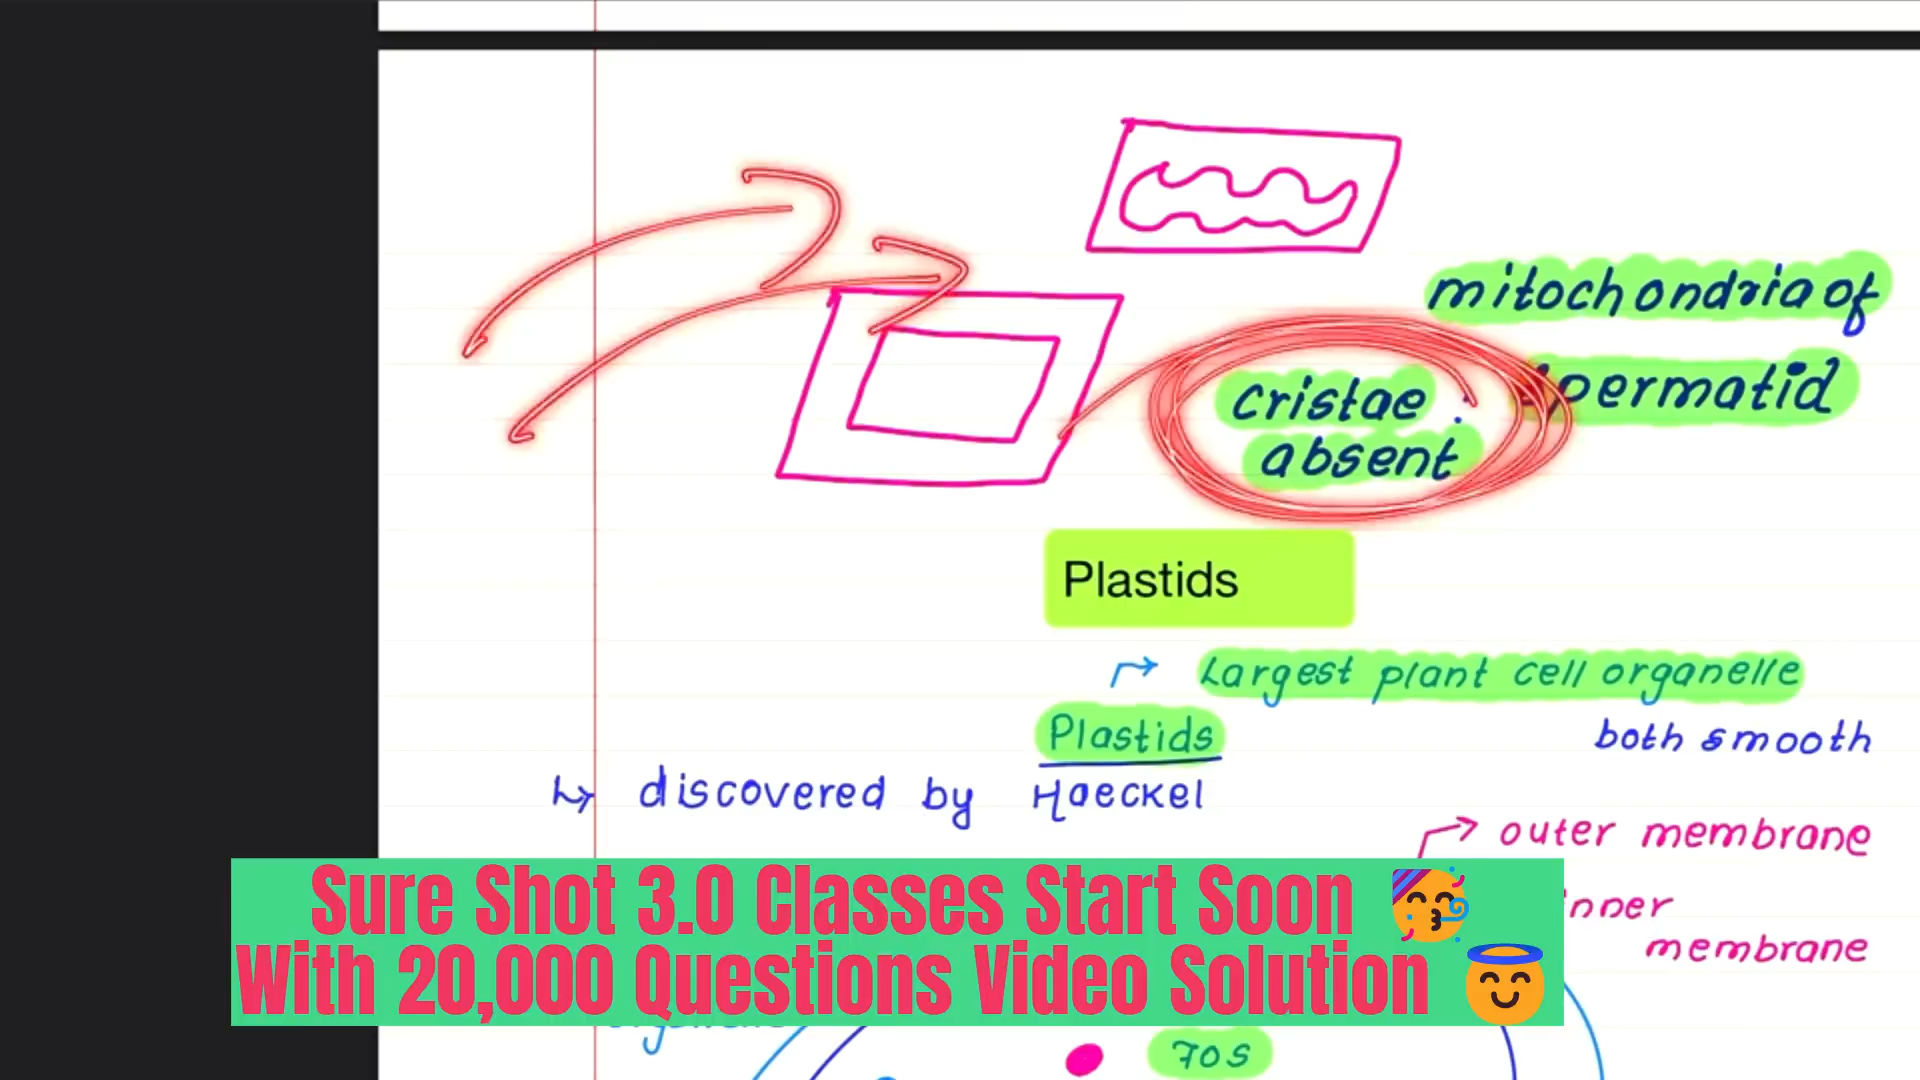 mitochondria of
spermatid
cristae :
absent
Plastids
Largest plant cell organelle
Plastids
both smooth
discovered by Haeckel
outer membrane
membrane
Sure Shot 3.0 Classes Start Soon 🥳
With 20,000 Questions Video Solution 😇
70s